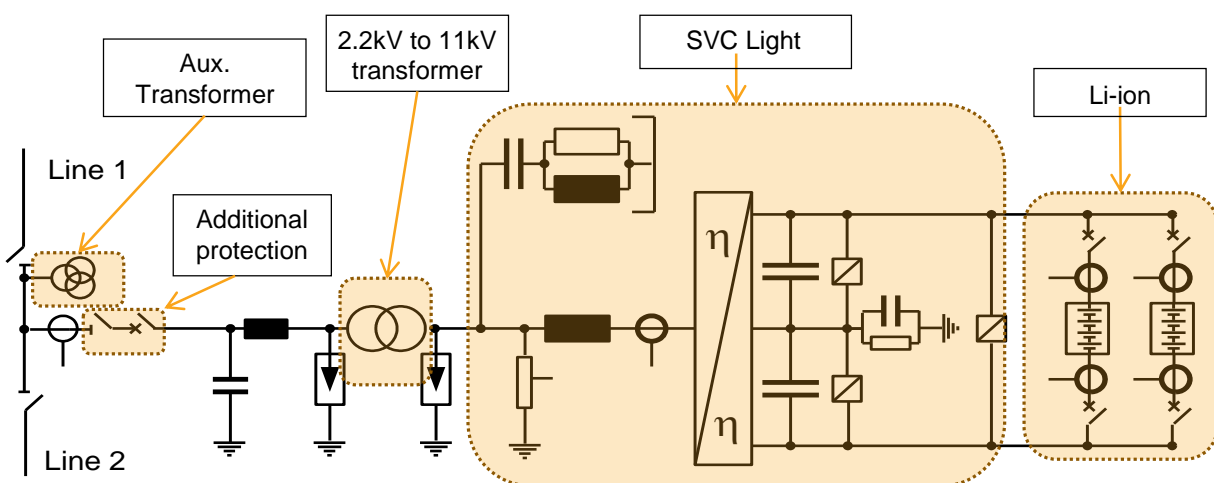 Aux.
Transformer
2.2kV to 11kV
transformer
SVC Light
Li-ion
Line 1
Additional
protection
η
η
Line 2